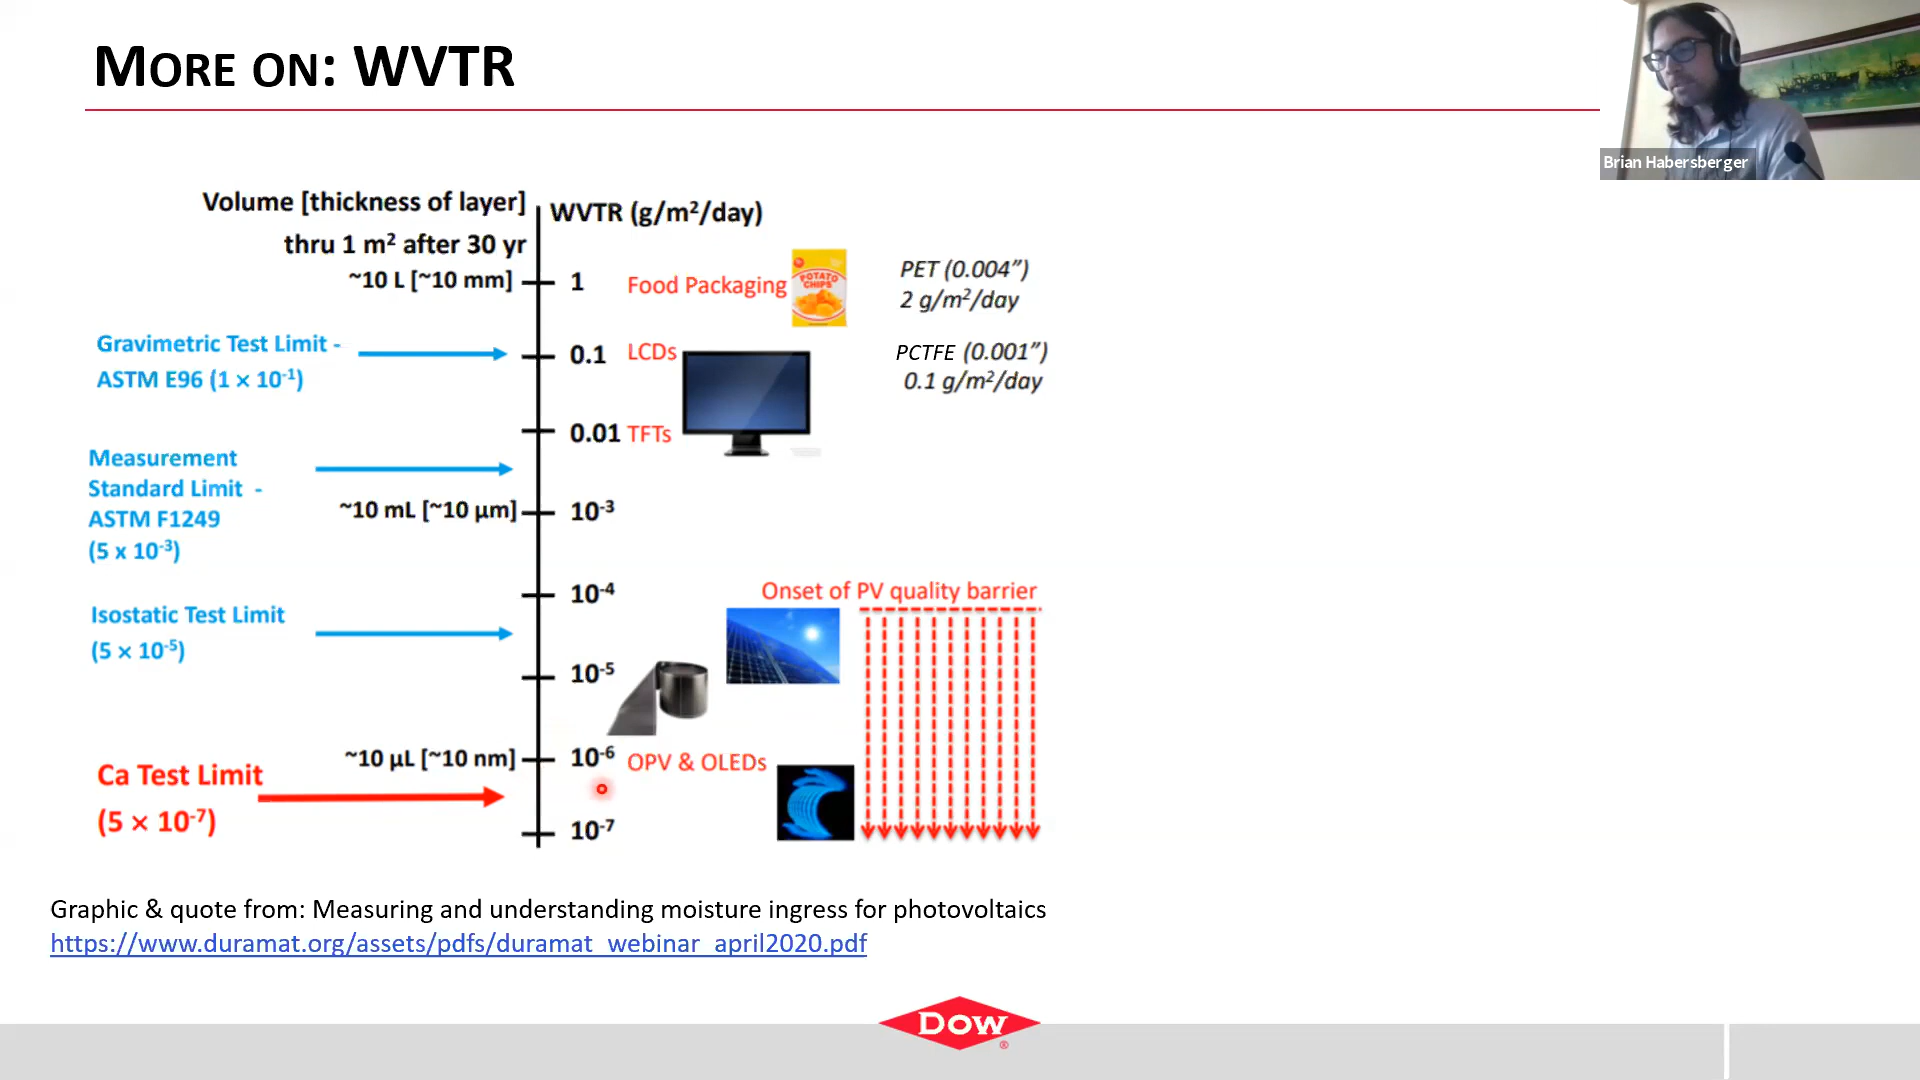 MORE ON: WVTR
Brian Habersberger
Volume [thickness of layer]
thru 1 m² after 30 yr
WVTR (g/m²/day)
~10 L [~10 mm]
1
Food Packaging
POTATO
CHIPS
PET (0.004")
2 g/m²/day
Gravimetric Test Limit -
ASTM E96 (1 × 10⁻¹)
0.1
LCDs
PCTFE (0.001")
0.1 g/m²/day
0.01
TFTs
Measurement
Standard Limit -
ASTM F1249
(5 x 10⁻³)
~10 mL [~10 µm]
10⁻³
10⁻⁴
Onset of PV quality barrier
Isostatic Test Limit
(5 × 10⁻⁵)
10⁻⁵
~10 µL [~10 nm]
10⁻⁶
OPV & OLEDs
Ca Test Limit
(5 × 10⁻⁷)
10⁻⁷
Graphic & quote from: Measuring and understanding moisture ingress for photovoltaics
https://www.duramat.org/assets/pdfs/duramat_webinar_april2020.pdf
DOW
®